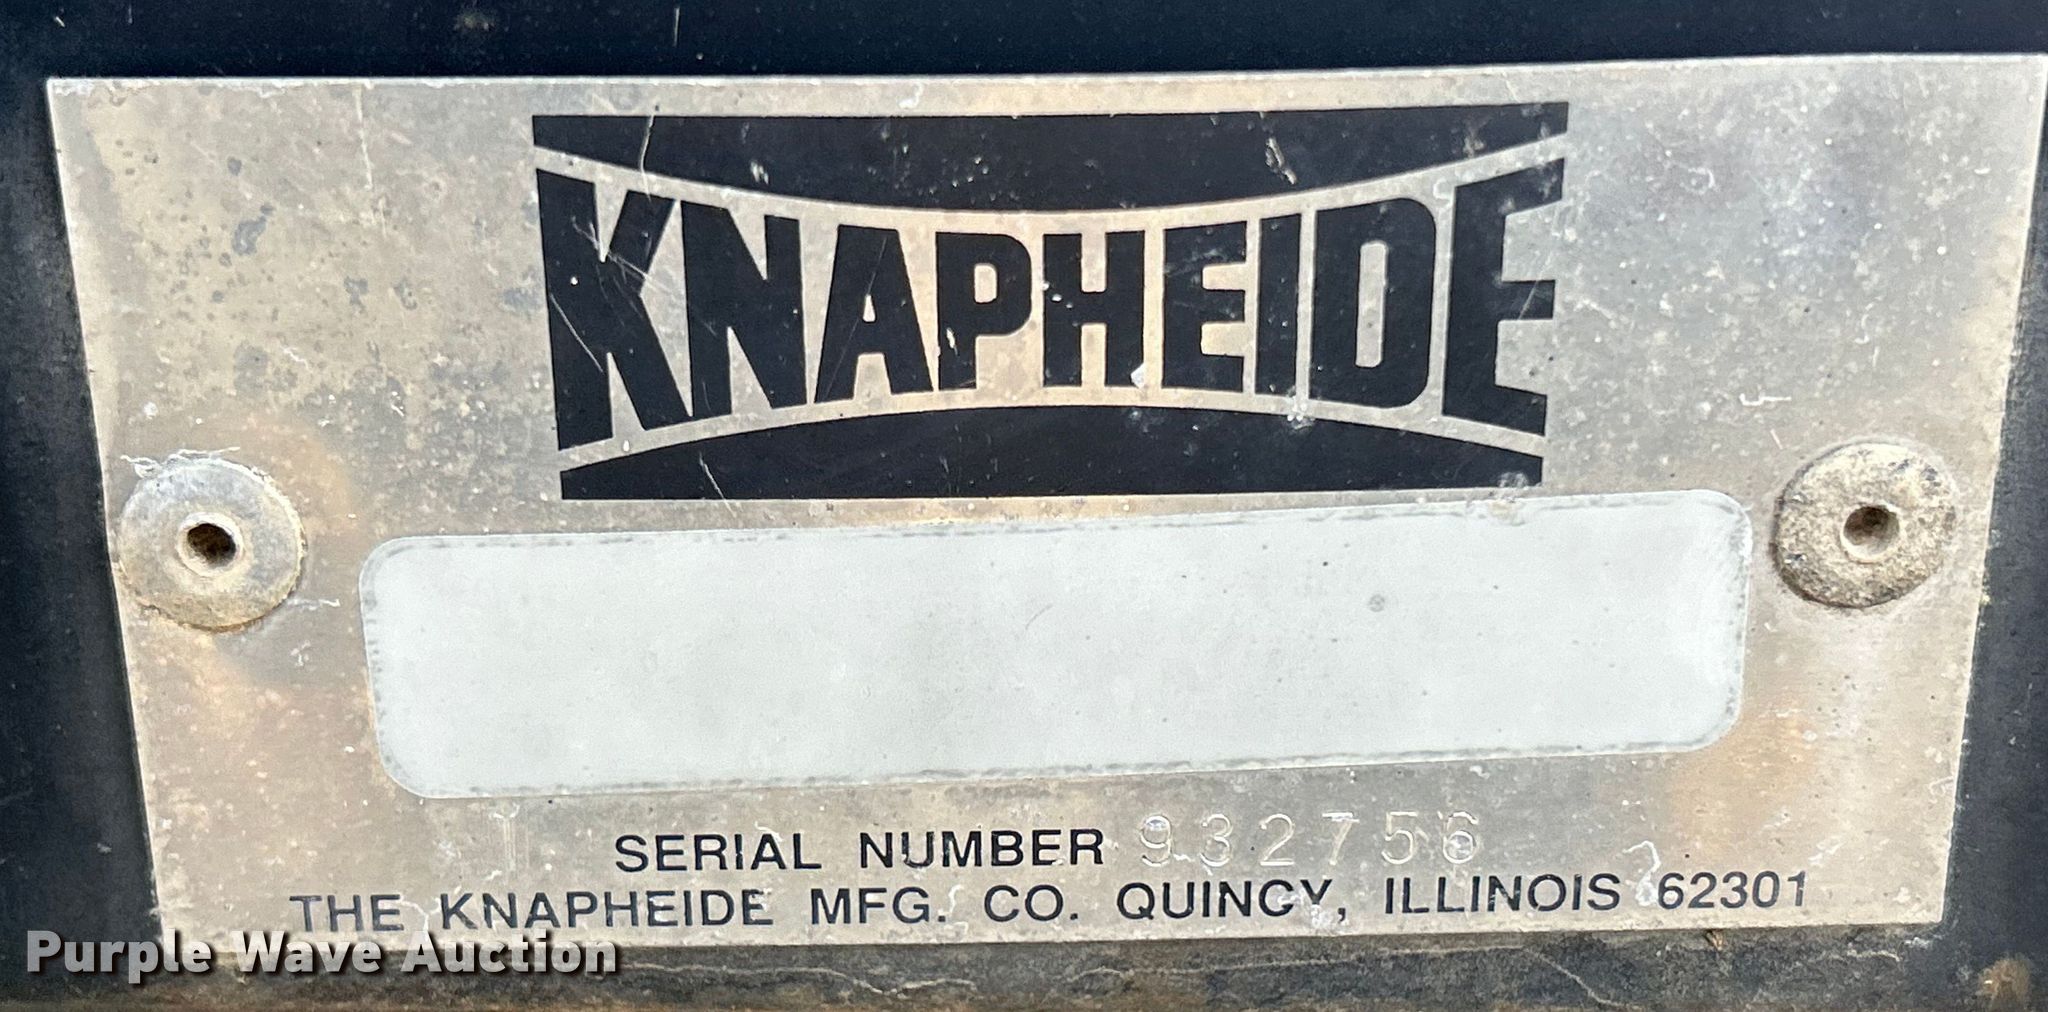 KNAPHEIDE
SERIAL NUMBER 932756
THE KNAPHEIDE MFG. CO. QUINCY, ILLINOIS 62301
Purple Wave Auction